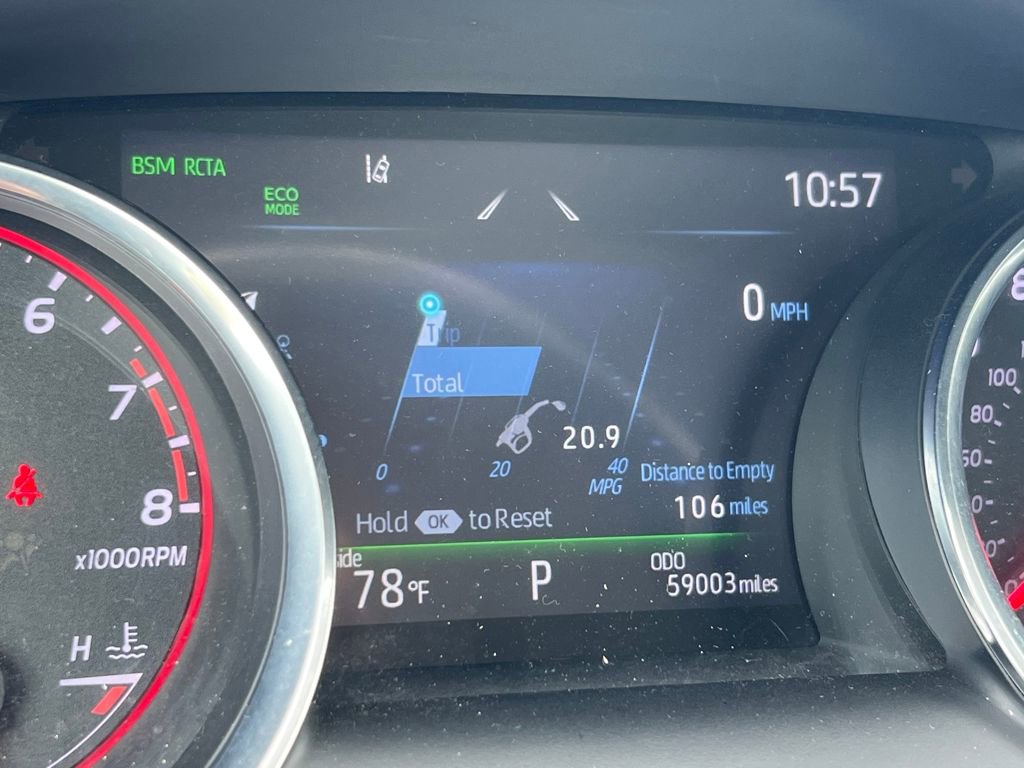 BSM RCTA
ECO
MODE
10:57
0 MPH
Trip
Total
20.9
0 20 40
MPG
Distance to Empty
106 miles
Hold OK to Reset
78°F
P
ODO
59003 miles
6
7
8
x1000RPM
H
100
80